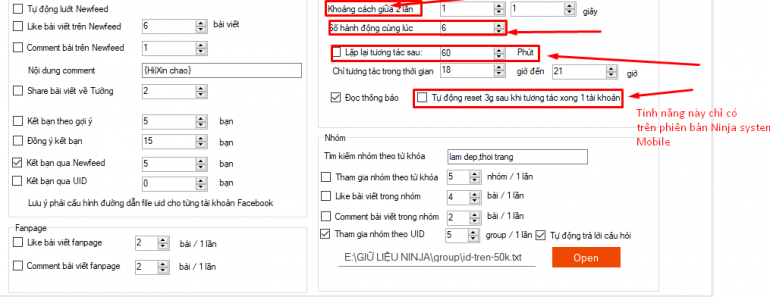 Tự động lướt Newfeed
Like bài viết trên Newfeed 6 bài viết
Comment bài trên Newfeed 1
Nội dung comment {Hi|Xin chao}
Share bài viết về Tường 2
Kết bạn theo gợi ý 5 bạn
Đồng ý kết bạn 15 bạn
Kết bạn qua Newfeed 5 bạn
Kết bạn qua UID 0 bạn
Lưu ý phải cấu hình đường dẫn file uid cho từng tài khoản Facebook
Fanpage
Like bài viết fanpage 2 bài / 1 lần
Comment bài viết fanpage 2 bài / 1 lần
Khoảng cách giữa 2 lần 1 1 giây
Số hành động cùng lúc 6
Lặp lại tương tác sau: 60 Phút
Chỉ tương tác trong thời gian 18 giờ đến 21 giờ
Đọc thông báo Tự động reset 3g sau khi tương tác xong 1 tài khoản
Tính năng này chỉ có
trên phiên bản Ninja system
Mobile
Nhóm
Tìm kiếm nhóm theo từ khóa lam dep,thoi trang
Tham gia nhóm theo từ khóa 5 nhóm / 1 lần
Like bài viết trong nhóm 4 bài / 1 lần
Comment bài viết trong nhóm 2 bài / 1 lần
Tham gia nhóm theo UID 5 group / 1 lần Tự động trả lời câu hỏi
E:\GIỮ LIỆU NINJA\group\id-tren-50k.txt Open